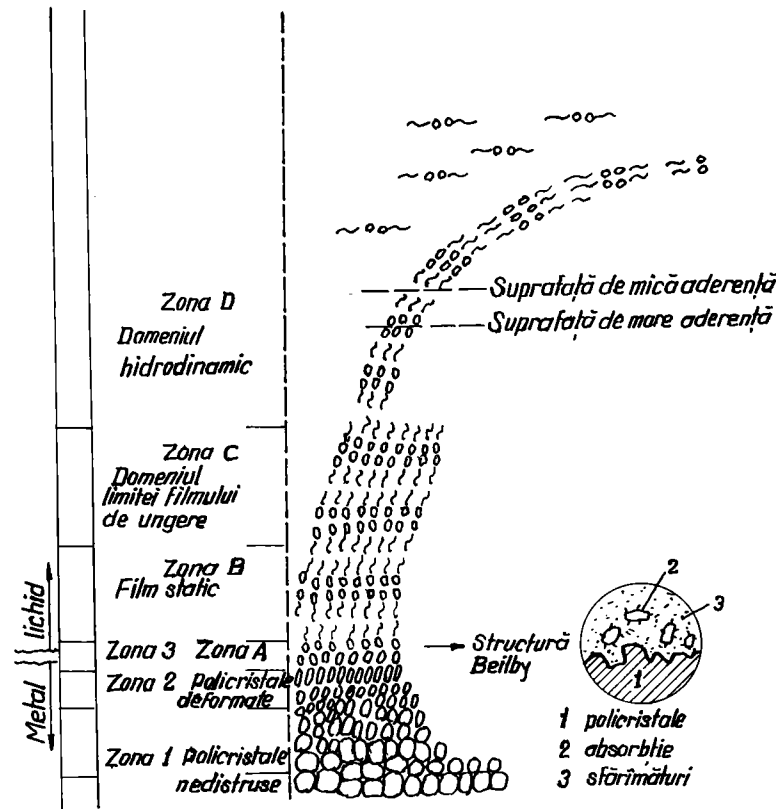 Zona D
Domeniul
hidrodinamic
Suprafață de mică aderență
Suprafață de mare aderență
Zona C
Domeniul
limitei filmului
de ungere
Zona B
Film static
lichid
Metal
Zona 3 Zona A
Zona 2 policristale
deformate
Zona 1 policristale
nedistruse
Structură
Beilby
2
3
1
1 policristale
2 absorbție
3 sfărîmături